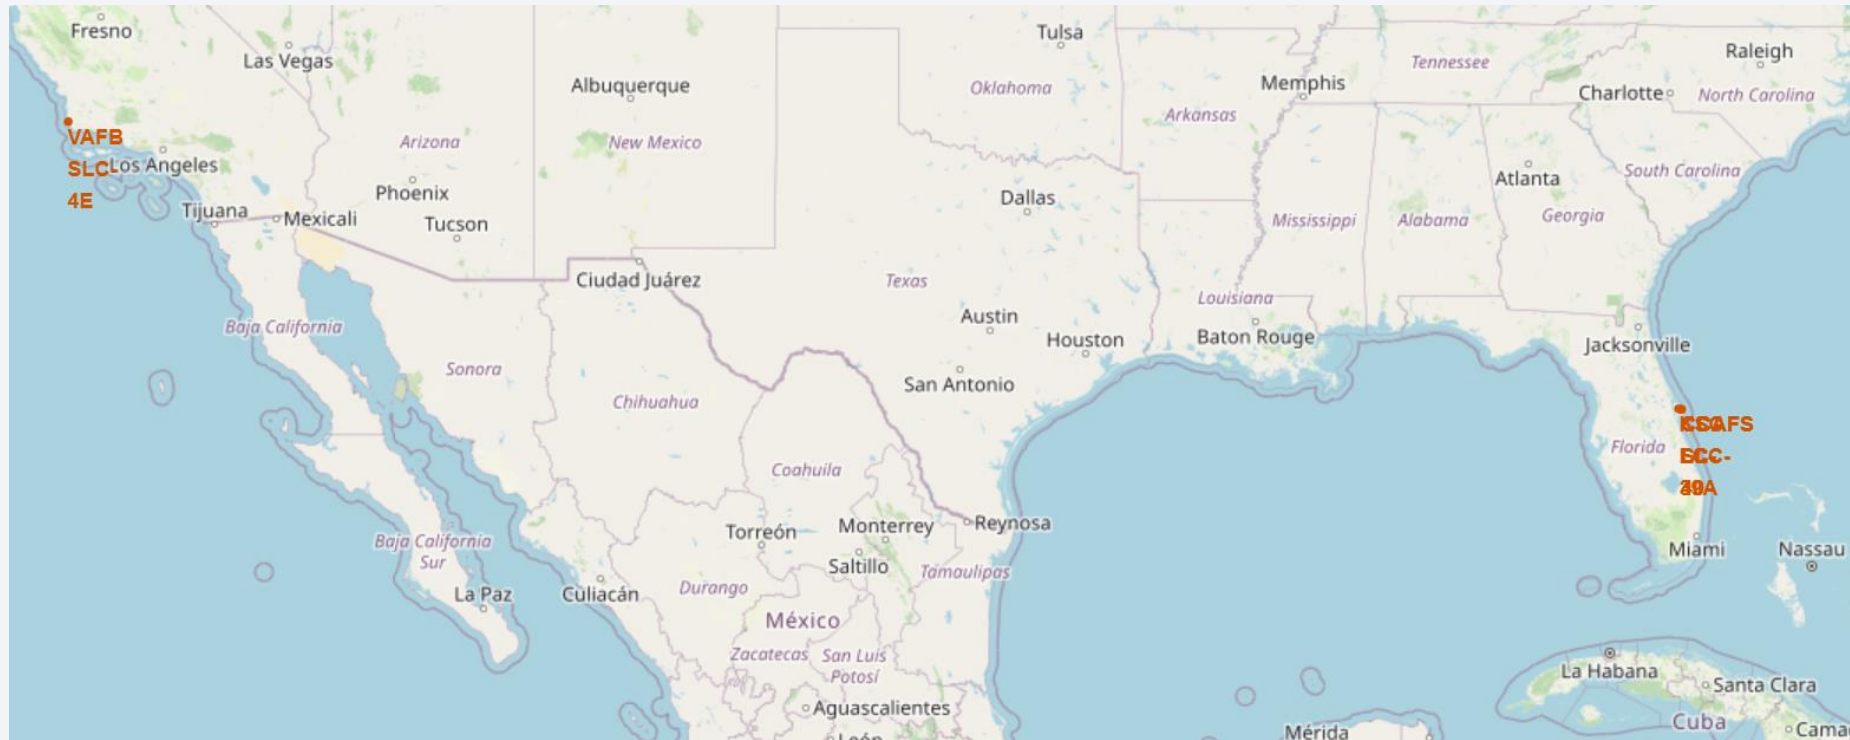 Fresno
Las Vegas
Albuquerque
Tulsa
Oklahoma
Memphis
Tennessee
Raleigh
Charlotte
North Carolina
VAFB
SLC-
4E
Los Angeles
Arizona
New Mexico
Arkansas
Phoenix
Tucson
Tijuana
Mexicali
Dallas
Mississippi
Alabama
Atlanta
Georgia
South Carolina
Ciudad Juárez
Texas
Louisiana
Austin
Houston
Baton Rouge
Jacksonville
Baja California
Sonora
Chihuahua
San Antonio
Coahuila
Florida
Torreón
Monterrey
Reynosa
Saltillo
Tamaulipas
Baja California
Sur
La Paz
Culiacán
Durango
México
Zacatecas
San Luis
Potosí
Aguascalientes
León
Miami
Nassau
La Habana
Santa Clara
Cuba
Mérida